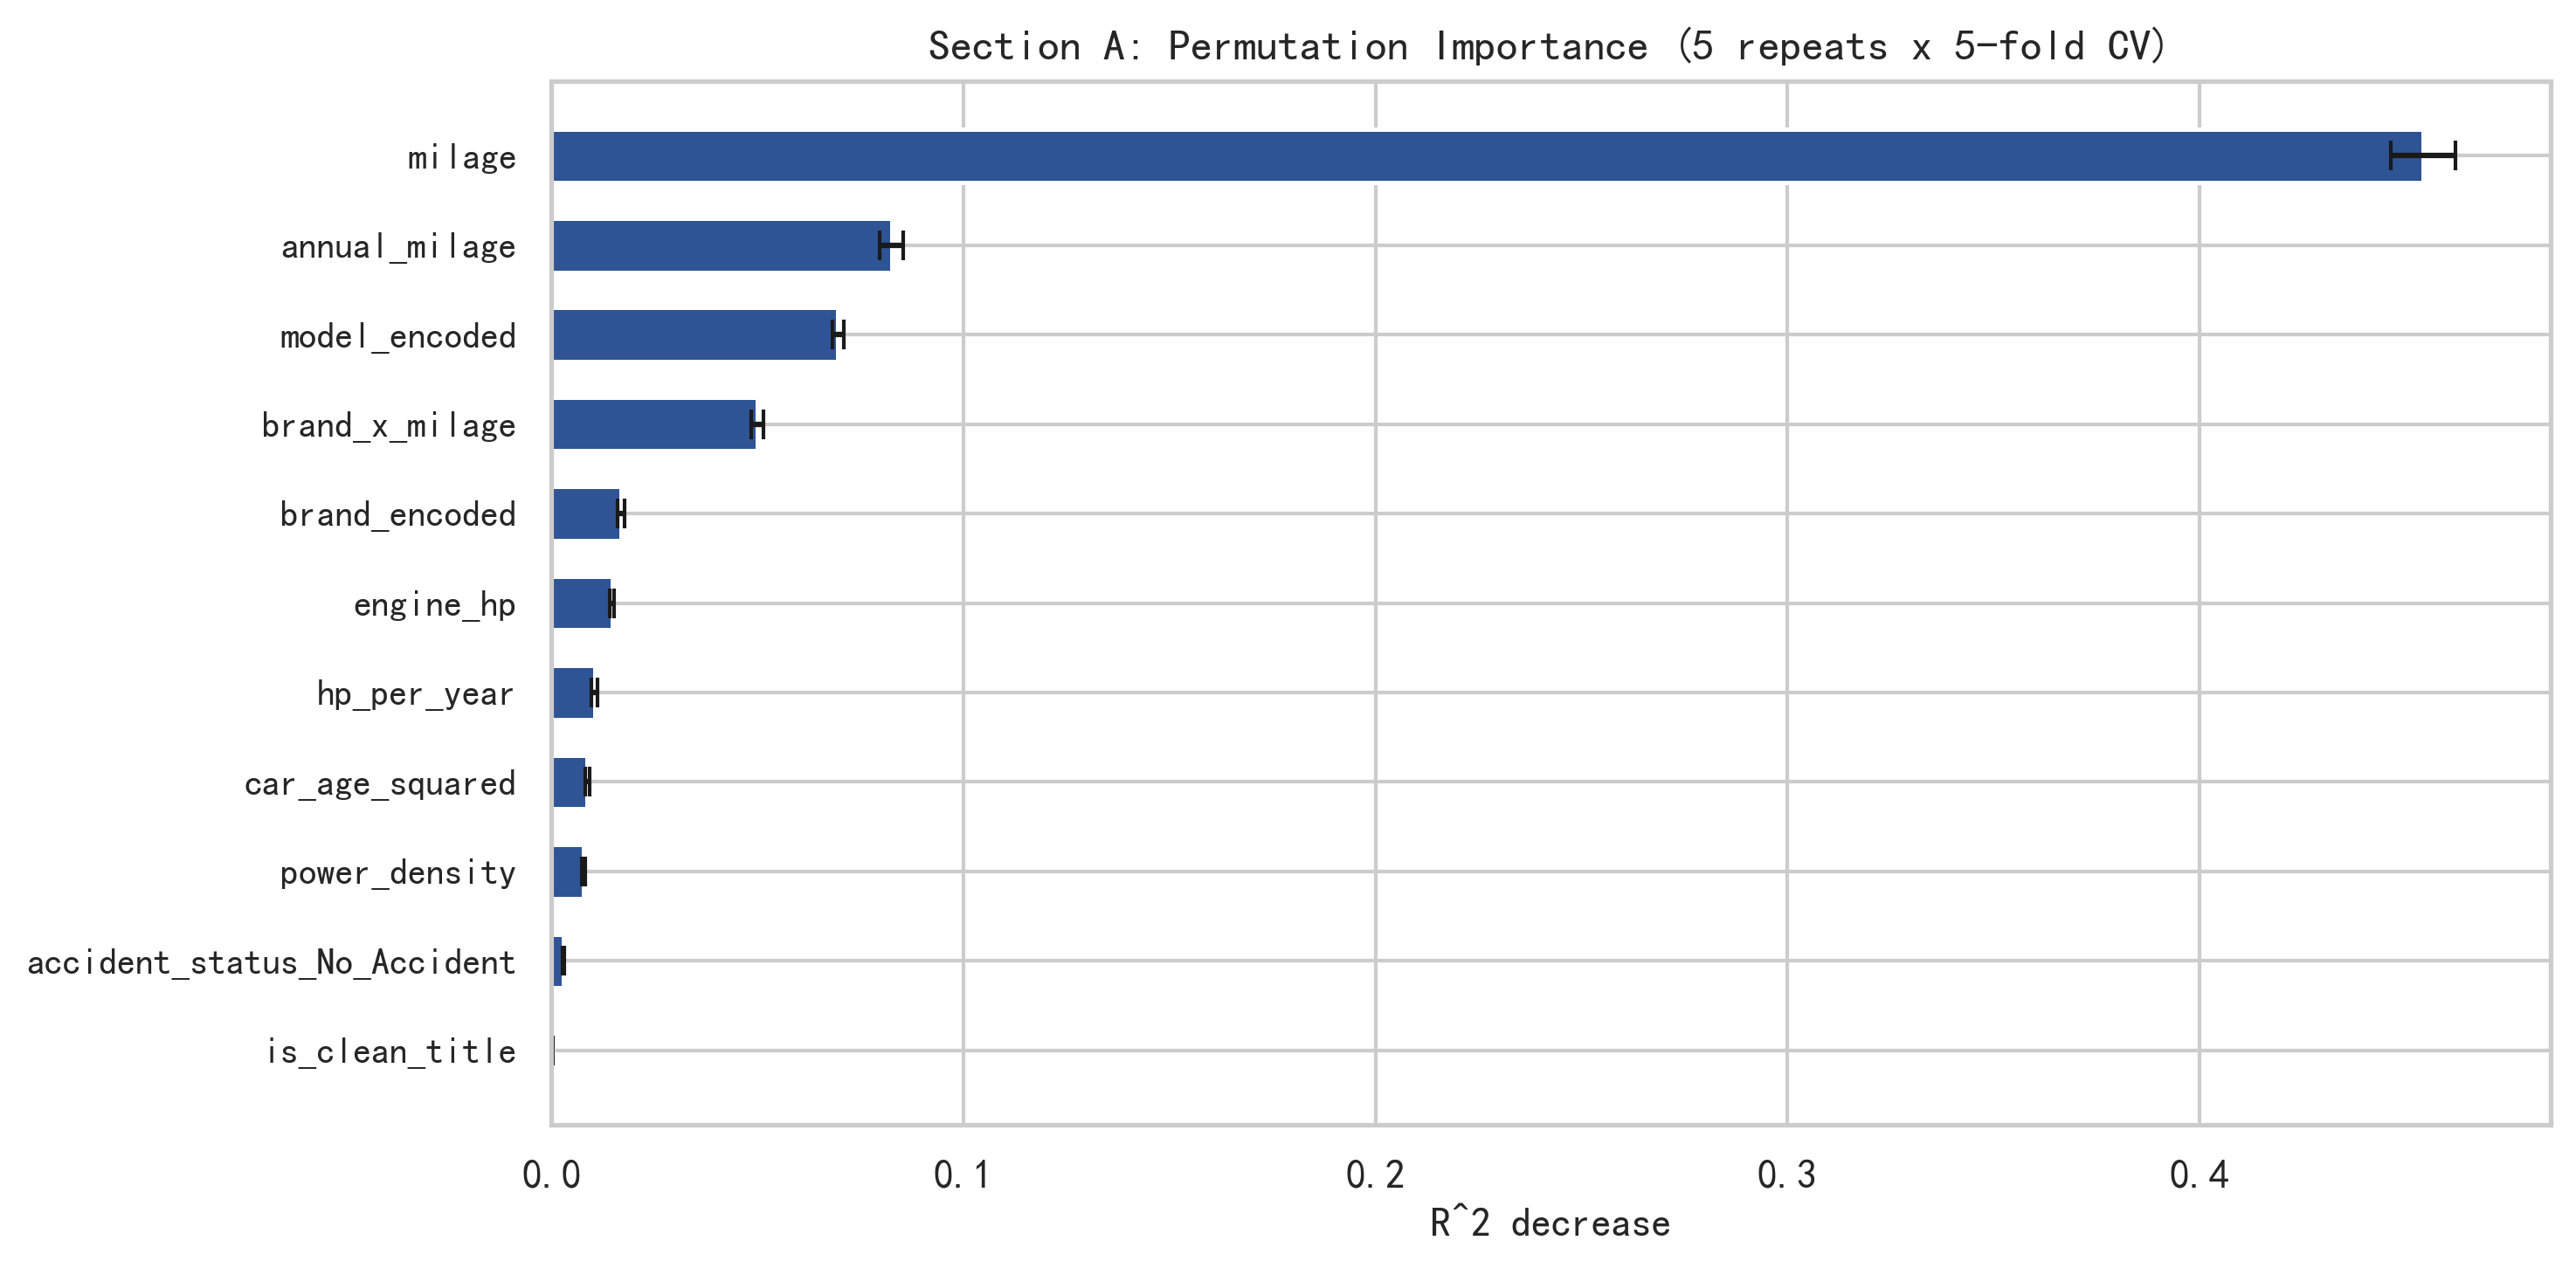 Section A: Permutation Importance (5 repeats x 5-fold CV)
milage
annual_milage
model_encoded
brand_x_milage
brand_encoded
engine_hp
hp_per_year
car_age_squared
power_density
accident_status_No_Accident
is_clean_title
0.0 0.1 0.2 0.3 0.4
R^2 decrease